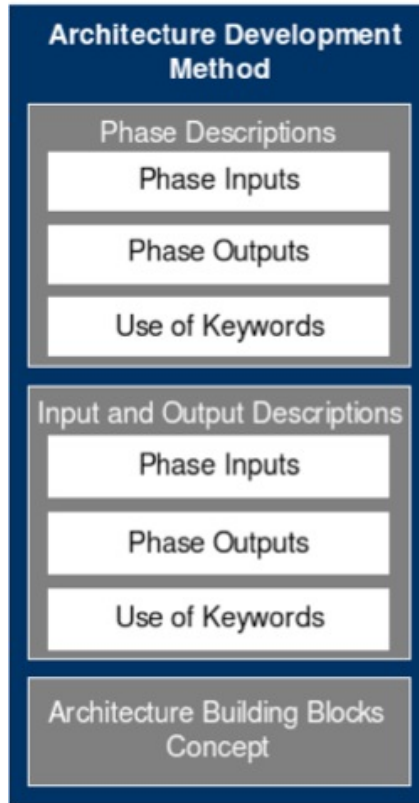 Architecture Development
Method
Phase Descriptions
Phase Inputs
Phase Outputs
Use of Keywords
Input and Output Descriptions
Phase Inputs
Phase Outputs
Use of Keywords
Architecture Building Blocks
Concept